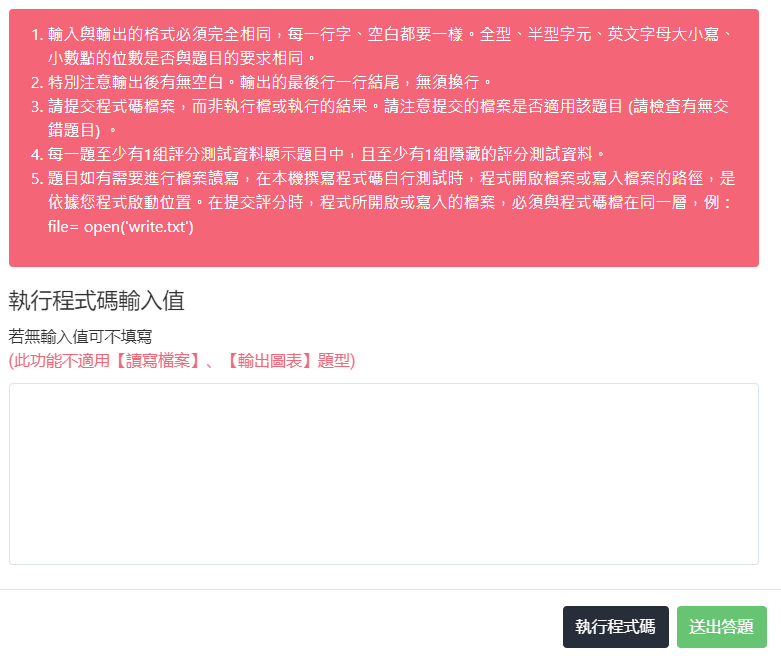 1. 輸入與輸出的格式必須完全相同，每一行字、空白都要一樣。全型、半型字元、英文字母大小寫、
小數點的位數是否與題目的要求相同。
2. 特別注意輸出後有無空白。輸出的最後行一行結尾，無須換行。
3. 請提交程式碼檔案，而非執行檔或執行的結果。請注意提交的檔案是否適用該題目 (請檢查有無交
錯題目) 。
4. 每一題至少有1組評分測試資料顯示題目中，且至少有1組隱藏的評分測試資料。
5. 題目如有需要進行檔案讀寫，在本機撰寫程式碼自行測試時，程式開啟檔案或寫入檔案的路徑，是
依據您程式啟動位置。在提交評分時，程式所開啟或寫入的檔案，必須與程式碼檔在同一層，例：
file= open('write.txt')
執行程式碼輸入值
若無輸入值可不填寫
(此功能不適用【讀寫檔案】、【輸出圖表】題型)
執行程式碼
送出答題